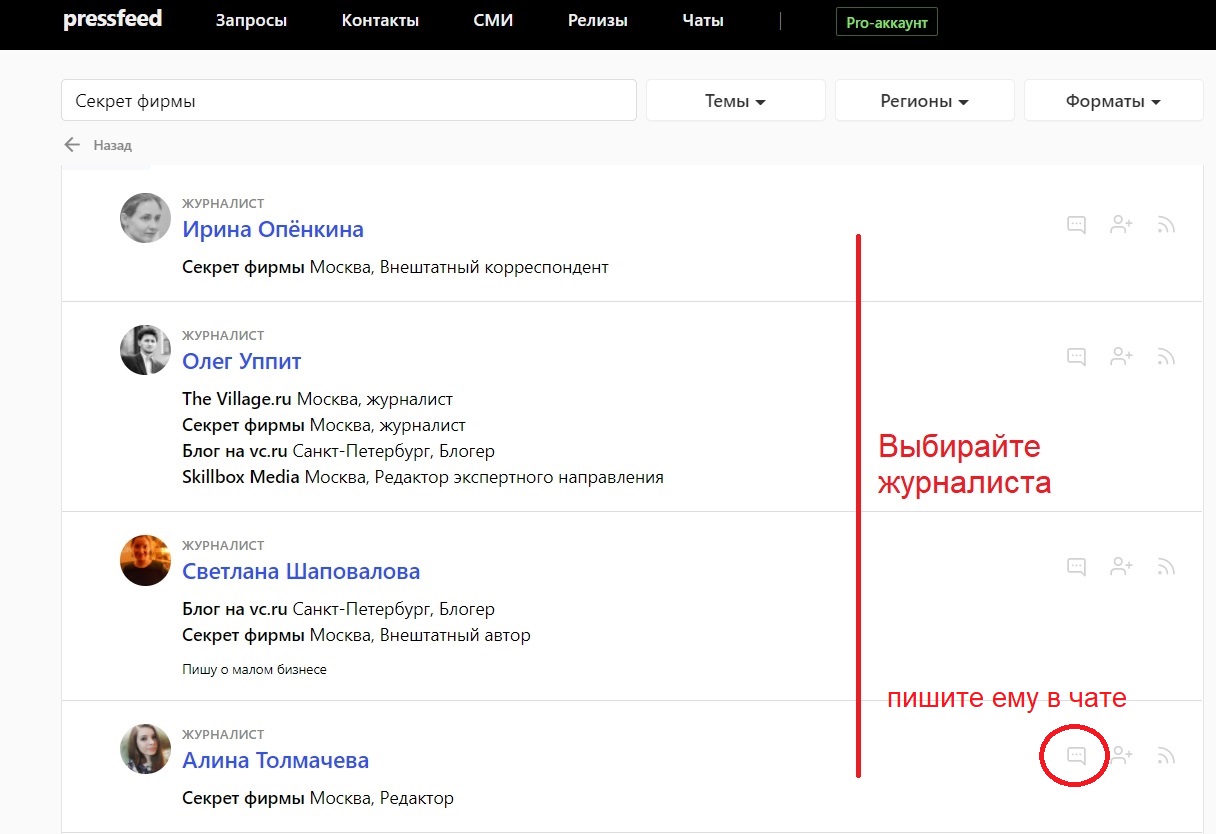 pressfeed Запросы Контакты СМИ Релизы Чаты Pro-аккаунт
Секрет фирмы Темы Регионы Форматы
Назад
ЖУРНАЛИСТ
Ирина Опёнкина
Секрет фирмы Москва, Внештатный корреспондент
ЖУРНАЛИСТ
Олег Уппит
The Village.ru Москва, журналист
Секрет фирмы Москва, журналист
Блог на vc.ru Санкт-Петербург, Блогер
Skillbox Media Москва, Редактор экспертного направления
Выбирайте
журналиста
ЖУРНАЛИСТ
Светлана Шаповалова
Блог на vc.ru Санкт-Петербург, Блогер
Секрет фирмы Москва, Внештатный автор
Пишу о малом бизнесе
пишите ему в чате
ЖУРНАЛИСТ
Алина Толмачева
Секрет фирмы Москва, Редактор